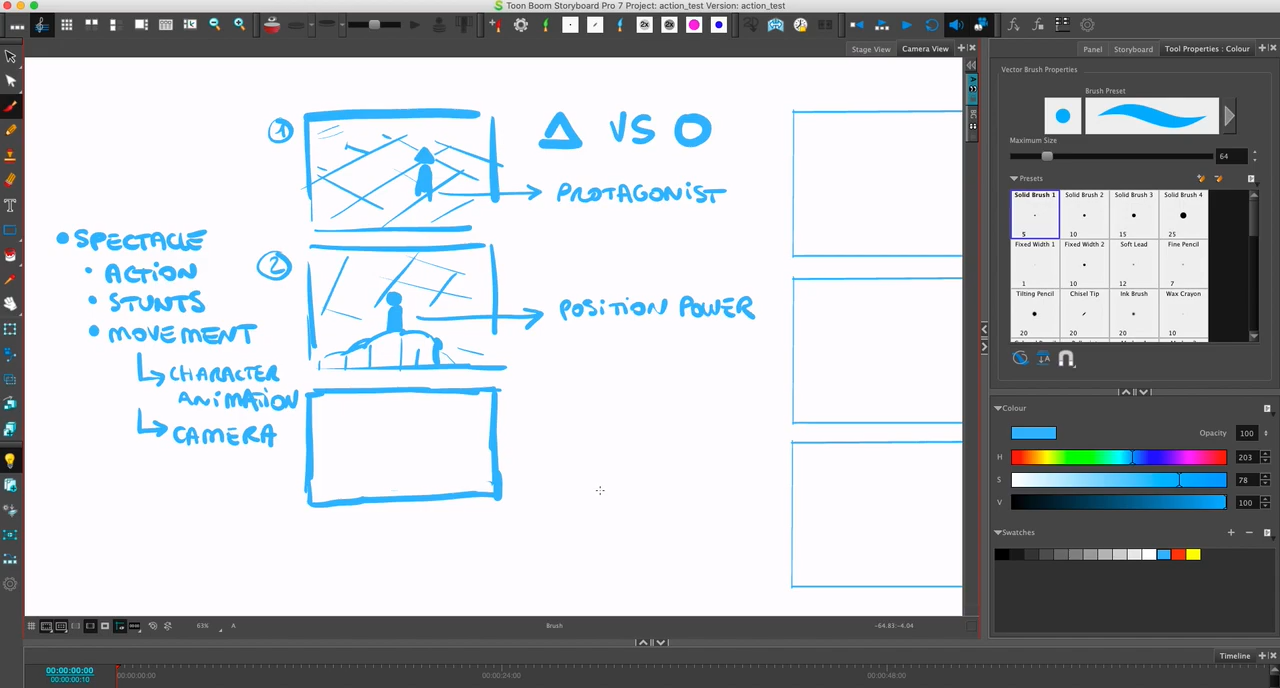 Toon Boom Storyboard Pro 7 Project: action_test Version: action_test
Stage View
Camera View
Panel
Storyboard
Tool Properties : Colour
Vector Brush Properties
Brush Preset
Maximum Size
64
Presets
Solid Brush 1
Solid Brush 2
Solid Brush 3
Solid Brush 4
5
10
15
25
Fixed Width 1
Fixed Width 2
Soft Lead
Fine Pencil
1
10
12
7
Tilting Pencil
Chisel Tip
Ink Brush
Wax Crayon
20
20
20
10
Colour
Opacity
100
H
203
S
78
V
100
Swatches
1
VS
PROTAGONIST
2
POSITION POWER
SPECTACLE
ACTION
STUNTS
MOVEMENT
CHARACTER
ANIMATION
CAMERA
63%
A
Brush
-64.83:-4.04
Timeline
00:00:00:00
00:00:00:10
00:00:00:00
00:00:24:00
00:00:48:00